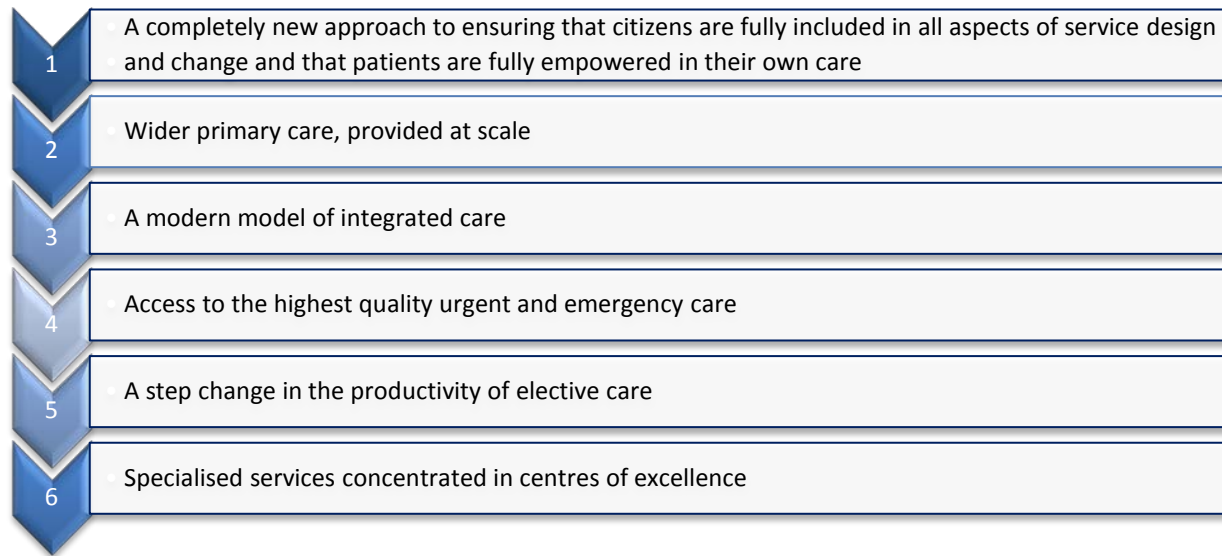 1
A completely new approach to ensuring that citizens are fully included in all aspects of service design
and change and that patients are fully empowered in their own care
2
Wider primary care, provided at scale
3
A modern model of integrated care
4
Access to the highest quality urgent and emergency care
5
A step change in the productivity of elective care
6
Specialised services concentrated in centres of excellence